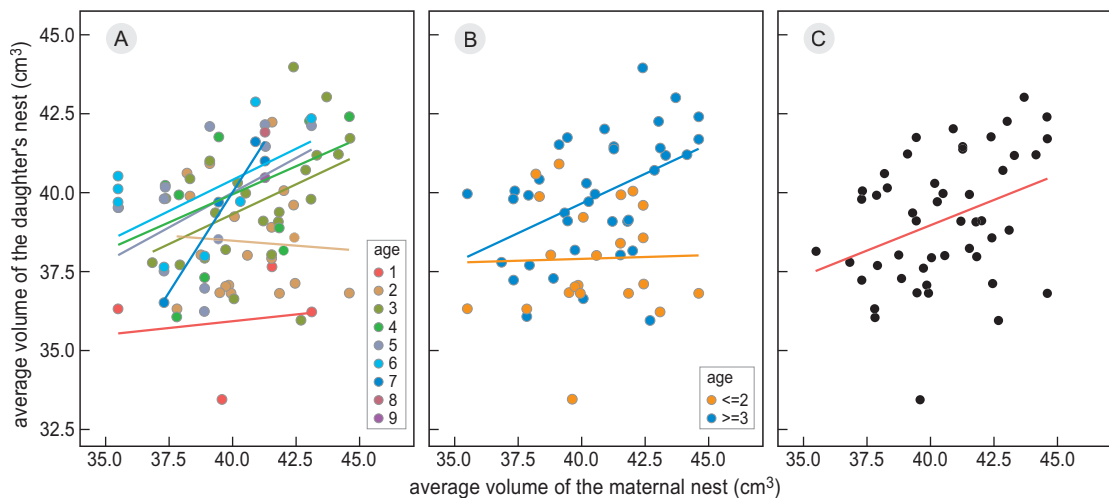 A
B
C
average volume of the daughter's nest (cm³)
45.0
42.5
40.0
37.5
35.0
32.5
age
1
2
3
4
5
6
7
8
9
age
<=2
>=3
35.0 37.5 40.0 42.5 45.0
35.0 37.5 40.0 42.5 45.0
35.0 37.5 40.0 42.5 45.0
average volume of the maternal nest (cm³)